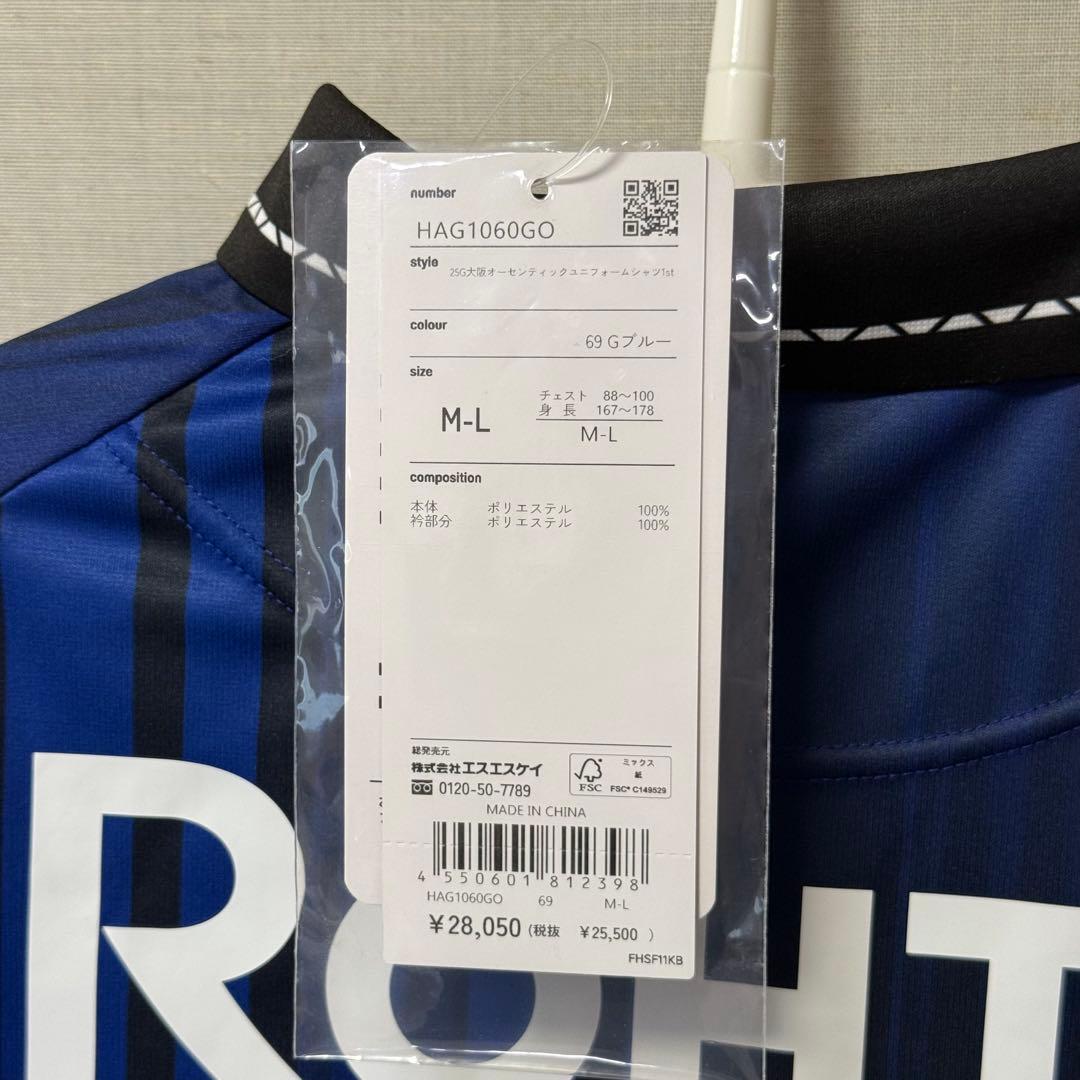 number
HAG1060GO
style
25G大阪オーセンティックユニフォームシャツ1st
colour
69 Gブルー
size
M-L
チェスト 88～100
身長 167～178
M-L
composition
本体 ポリエステル 100%
衿部分 ポリエステル 100%
総発売元
株式会社エスエスケイ
0120-50-7789
FSC
ミックス
紙
FSC® C149529
MADE IN CHINA
4 550601 812398
HAG1060GO 69 M-L
￥28,050 (税抜 ￥25,500 )
FHSF11KB
ROHT